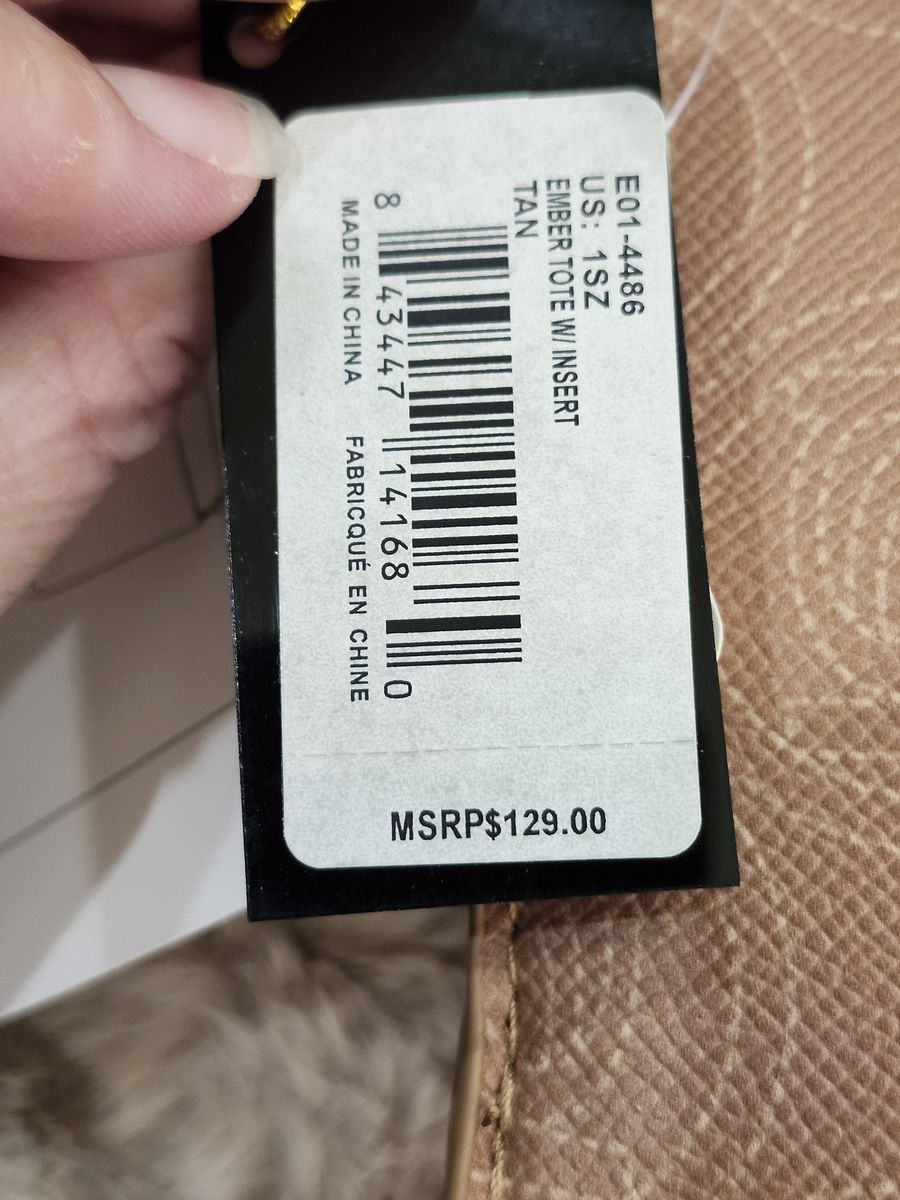 E01-4486
US: 1SZ
EMBER TOTE W/ INSERT
TAN
8 43447 14168 0
MADE IN CHINA FABRICQUÉ EN CHINE
MSRP$129.00